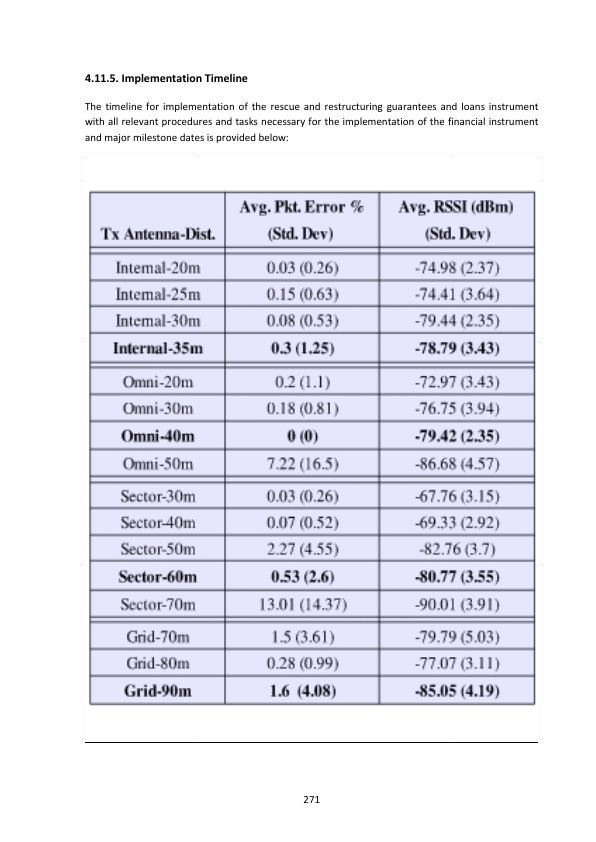 4.11.5. Implementation Timeline
The timeline for implementation of the rescue and restructuring guarantees and loans instrument
with all relevant procedures and tasks necessary for the implementation of the financial instrument
and major milestone dates is provided below:
Tx Antenna-Dist. Avg. Pkt. Error % (Std. Dev) Avg. RSSI (dBm) (Std. Dev)
Internal-20m 0.03 (0.26) -74.98 (2.37)
Internal-25m 0.15 (0.63) -74.41 (3.64)
Internal-30m 0.08 (0.53) -79.44 (2.35)
Internal-35m 0.3 (1.25) -78.79 (3.43)
Omni-20m 0.2 (1.1) -72.97 (3.43)
Omni-30m 0.18 (0.81) -76.75 (3.94)
Omni-40m 0 (0) -79.42 (2.35)
Omni-50m 7.22 (16.5) -86.68 (4.57)
Sector-30m 0.03 (0.26) -67.76 (3.15)
Sector-40m 0.07 (0.52) -69.33 (2.92)
Sector-50m 2.27 (4.55) -82.76 (3.7)
Sector-60m 0.53 (2.6) -80.77 (3.55)
Sector-70m 13.01 (14.37) -90.01 (3.91)
Grid-70m 1.5 (3.61) -79.79 (5.03)
Grid-80m 0.28 (0.99) -77.07 (3.11)
Grid-90m 1.6 (4.08) -85.05 (4.19)
271